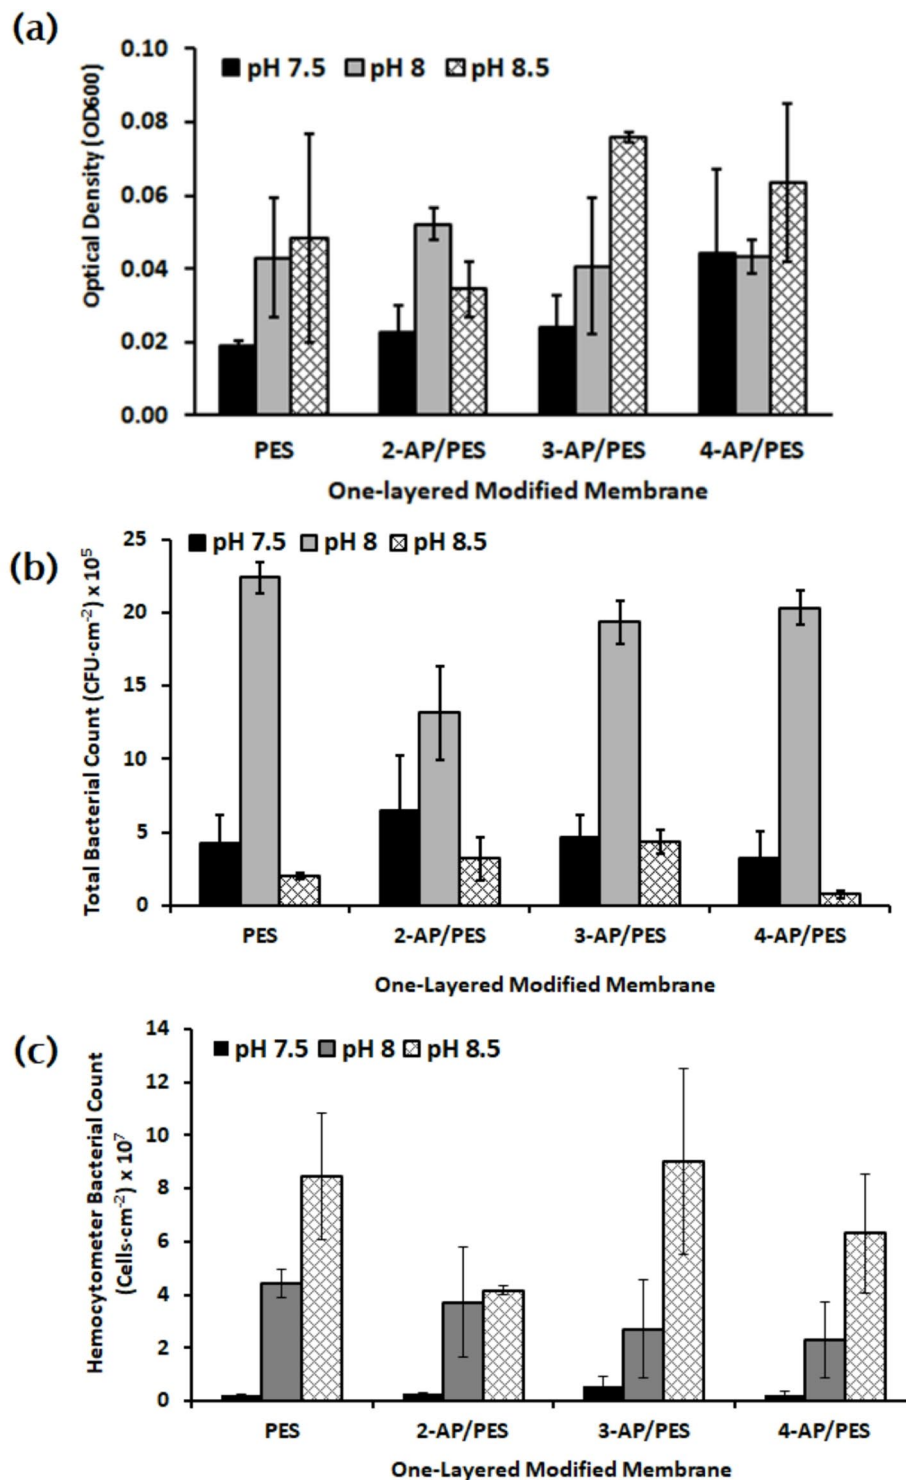 (a)
Optical Density (OD600)
0.10
0.08
0.06
0.04
0.02
0.00
pH 7.5 pH 8 pH 8.5
PES 2-AP/PES 3-AP/PES 4-AP/PES
One-layered Modified Membrane
(b)
Total Bacterial Count (CFU·cm⁻²) x 10⁵
25
20
15
10
5
0
pH 7.5 pH 8 pH 8.5
PES 2-AP/PES 3-AP/PES 4-AP/PES
One-Layered Modified Membrane
(c)
Hemocytometer Bacterial Count
(Cells·cm⁻²) x 10⁷
14
12
10
8
6
4
2
0
pH 7.5 pH 8 pH 8.5
PES 2-AP/PES 3-AP/PES 4-AP/PES
One-Layered Modified Membrane